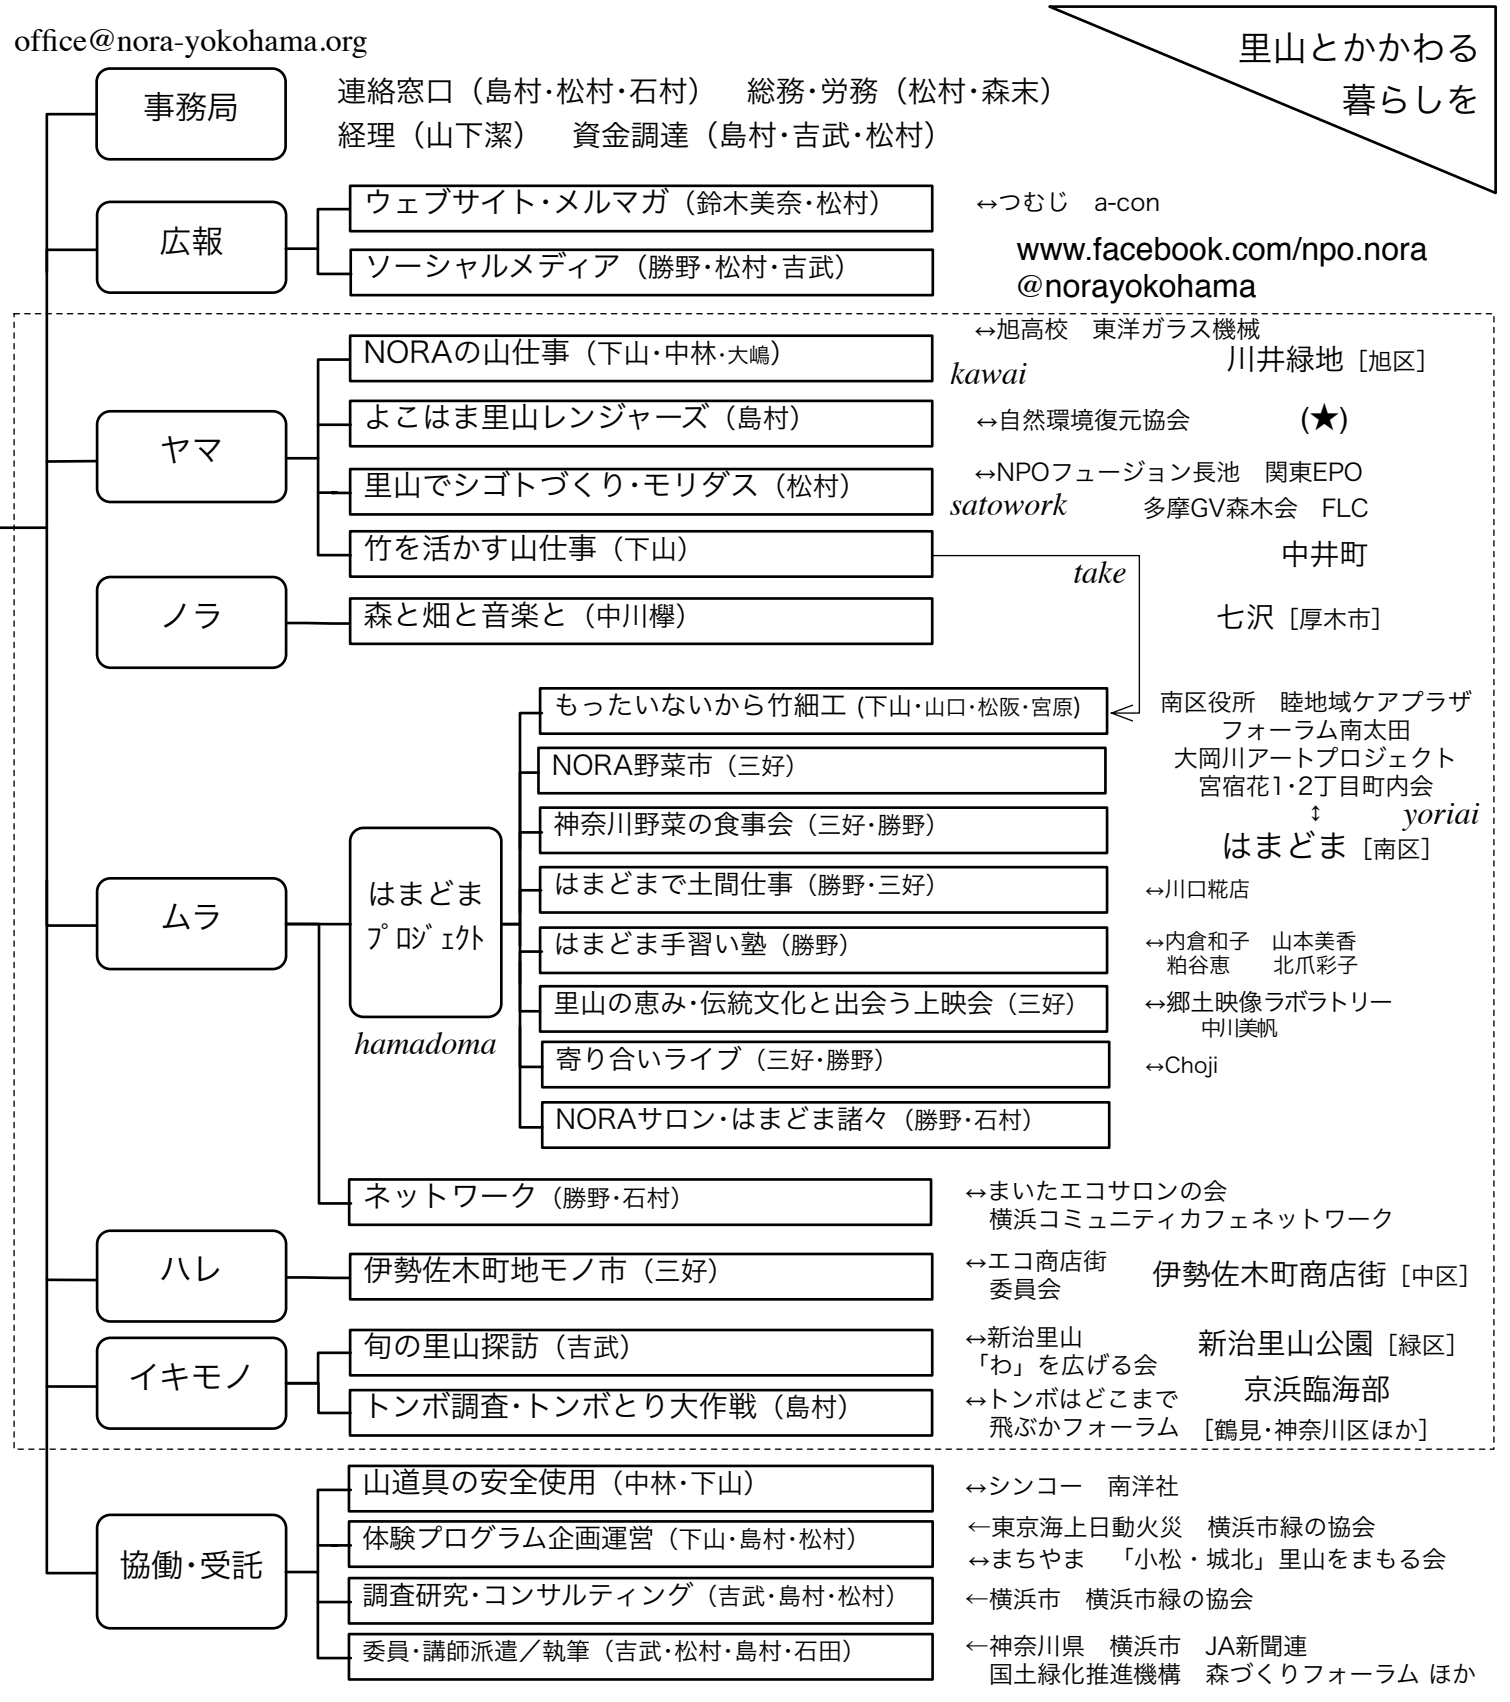 office@nora-yokohama.org
里山とかかわる
暮らしを
事務局
連絡窓口（島村・松村・石村）　総務・労務（松村・森末）
経理（山下潔）　資金調達（島村・吉武・松村）
広報
ウェブサイト・メルマガ（鈴木美奈・松村）
↔つむじ　a-con
ソーシャルメディア（勝野・松村・吉武）
www.facebook.com/npo.nora
@norayokohama
ヤマ
NORAの山仕事（下山・中林・大嶋）
↔旭高校　東洋ガラス機械
kawai
川井緑地［旭区］
よこはま里山レンジャーズ（島村）
↔自然環境復元協会
(★)
里山でシゴトづくり・モリダス（松村）
↔NPOフュージョン長池　関東EPO
satowork
多摩GV森木会　FLC
竹を活かす山仕事（下山）
take
中井町
ノラ
森と畑と音楽と（中川欅）
七沢［厚木市］
ムラ
はまどま
プロジェクト
hamadoma
もったいないから竹細工 (下山・山口・松阪・宮原)
南区役所　睦地域ケアプラザ
フォーラム南太田
大岡川アートプロジェクト
宮宿花1・2丁目町内会
↕
yoriai
はまどま［南区］
NORA野菜市（三好）
神奈川野菜の食事会（三好・勝野）
はまどまで土間仕事（勝野・三好）
↔川口糀店
はまどま手習い塾（勝野）
↔内倉和子　山本美香
粕谷恵　北爪彩子
里山の恵み・伝統文化と出会う上映会（三好）
↔郷土映像ラボラトリー
中川美帆
寄り合いライブ（三好・勝野）
↔Choji
NORAサロン・はまどま諸々（勝野・石村）
ネットワーク（勝野・石村）
↔まいたエコサロンの会
横浜コミュニティカフェネットワーク
ハレ
伊勢佐木町地モノ市（三好）
↔エコ商店街
委員会
伊勢佐木町商店街［中区］
イキモノ
旬の里山探訪（吉武）
↔新治里山
「わ」を広げる会
新治里山公園［緑区］
トンボ調査・トンボとり大作戦（島村）
↔トンボはどこまで
飛ぶかフォーラム
京浜臨海部
［鶴見・神奈川区ほか］
協働・受託
山道具の安全使用（中林・下山）
↔シンコー　南洋社
体験プログラム企画運営（下山・島村・松村）
←東京海上日動火災　横浜市緑の協会
↔まちやま　「小松・城北」里山をまもる会
調査研究・コンサルティング（吉武・島村・松村）
←横浜市　横浜市緑の協会
委員・講師派遣／執筆（吉武・松村・島村・石田）
←神奈川県　横浜市　JA新聞連
国土緑化推進機構　森づくりフォーラム ほか